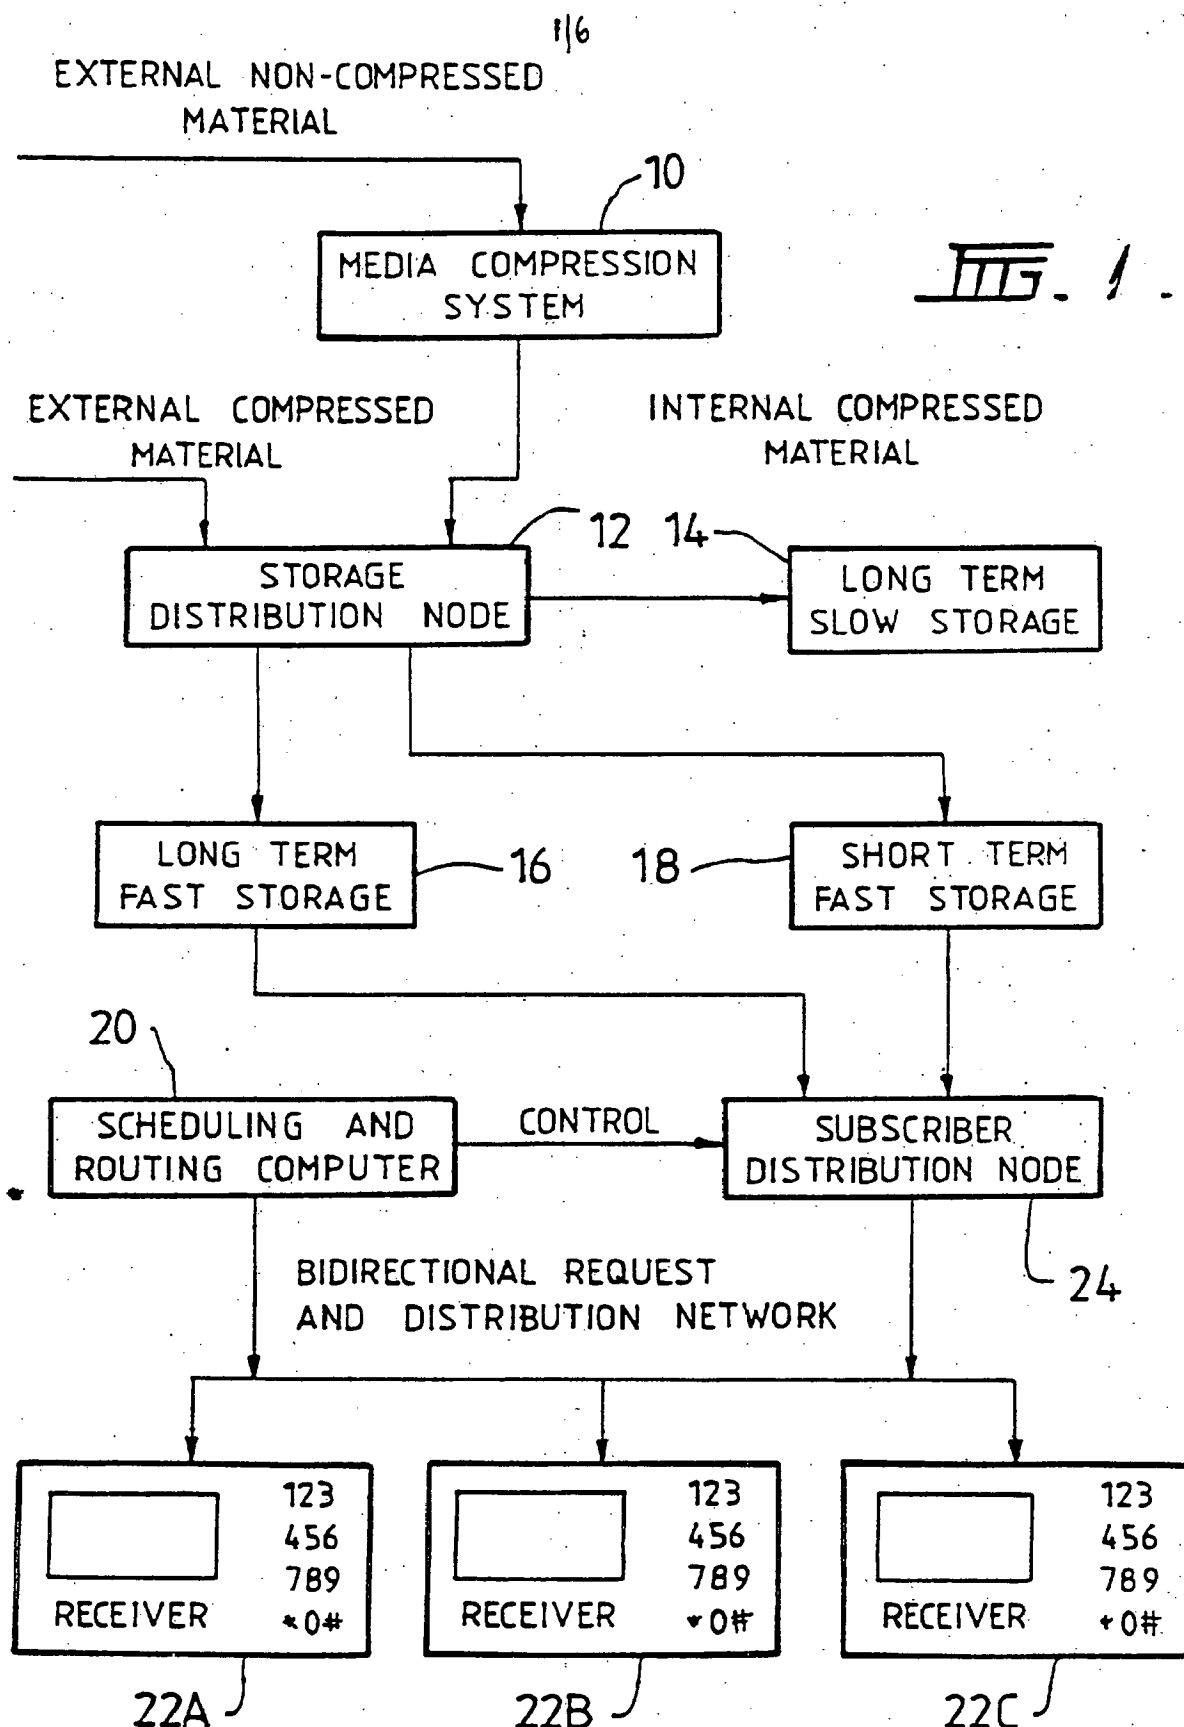 1/6
EXTERNAL NON-COMPRESSED
MATERIAL
10
MEDIA COMPRESSION
SYSTEM
FIG. 1.
EXTERNAL COMPRESSED
MATERIAL
INTERNAL COMPRESSED
MATERIAL
12
14
STORAGE
DISTRIBUTION NODE
LONG TERM
SLOW STORAGE
LONG TERM
FAST STORAGE
16
18
SHORT TERM
FAST STORAGE
20
SCHEDULING AND
ROUTING COMPUTER
CONTROL
SUBSCRIBER
DISTRIBUTION NODE
24
BIDIRECTIONAL REQUEST
AND DISTRIBUTION NETWORK
123
456
789
*0#
RECEIVER
22A
123
456
789
*0#
RECEIVER
22B
123
456
789
*0#
RECEIVER
22C